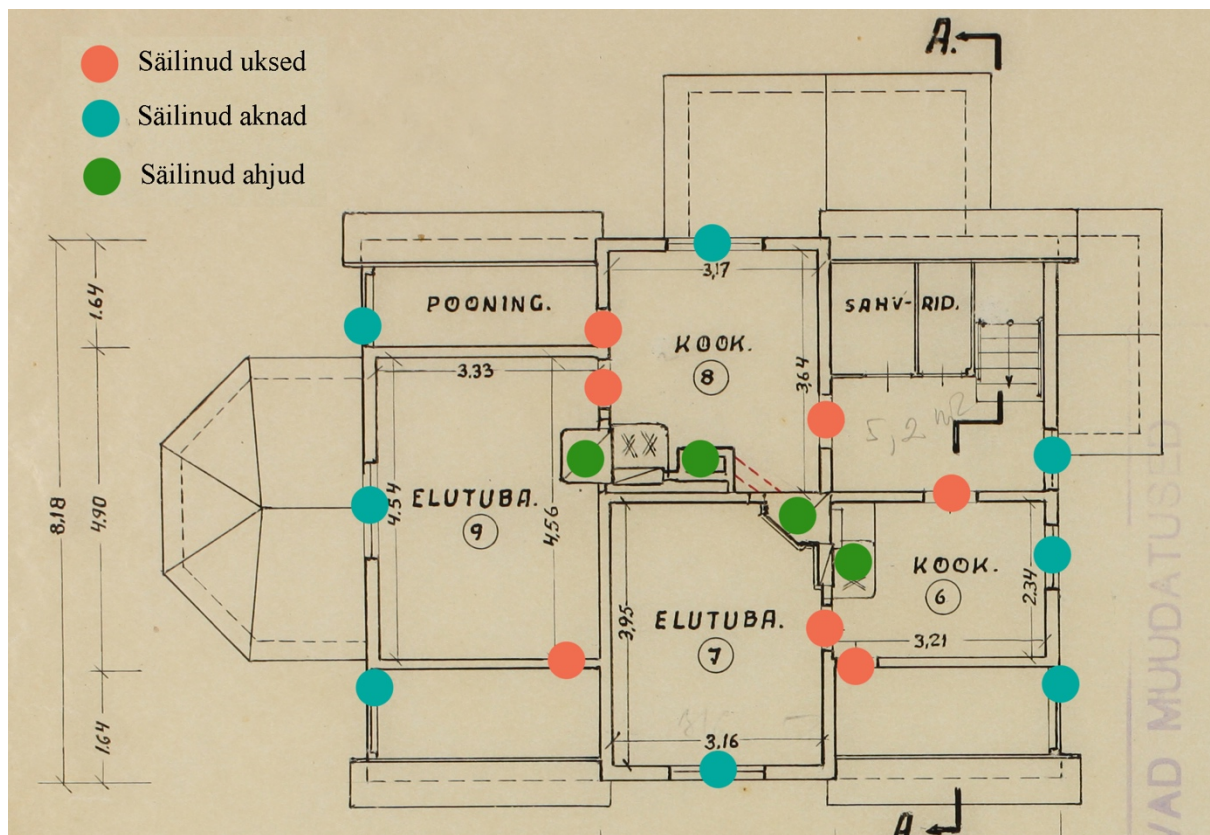 A.
Säilinud uksed
Säilinud aknad
Säilinud ahjud
3,17
1.64
POONING.
SAHV- RID.
KOOK.
8
3.33
3,64
5,2 m2
4.90
8,18
4.54
ELUTUBA.
9
4,56
KOOK.
6
2.34
3,95
ELUTUBA.
7
3,21
1.64
3,16
A
VAD MUUDATUSED